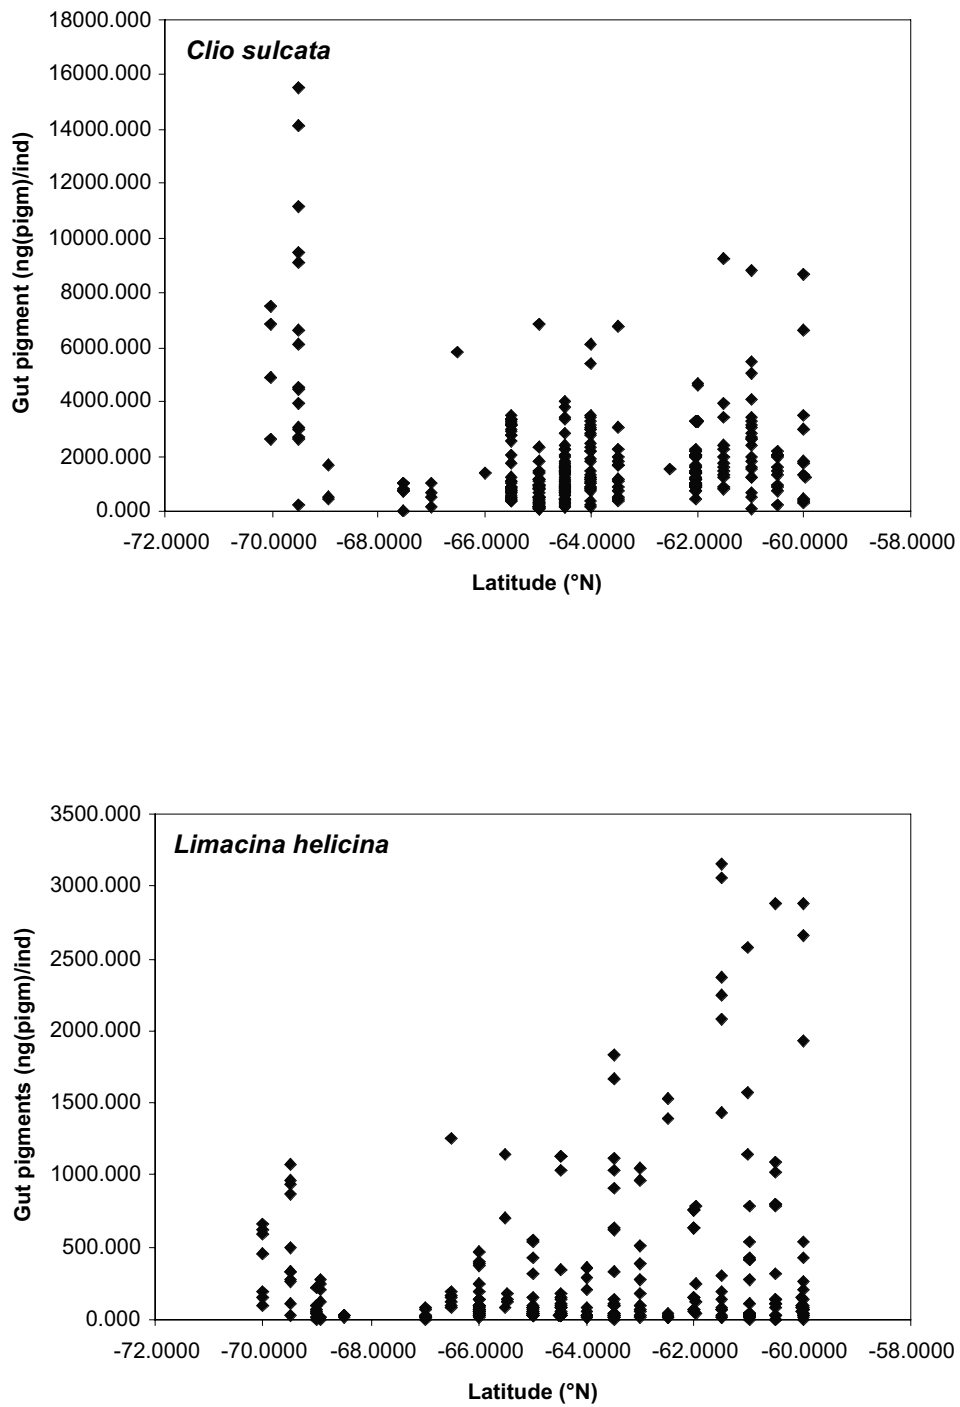 18000.000
Clio sulcata
16000.000
14000.000
12000.000
10000.000
8000.000
6000.000
4000.000
2000.000
0.000
Gut pigment (ng(pigm)/ind)
-72.0000 -70.0000 -68.0000 -66.0000 -64.0000 -62.0000 -60.0000 -58.0000
Latitude (°N)
3500.000
Limacina helicina
3000.000
2500.000
2000.000
1500.000
1000.000
500.000
0.000
Gut pigments (ng(pigm)/ind)
-72.0000 -70.0000 -68.0000 -66.0000 -64.0000 -62.0000 -60.0000 -58.0000
Latitude (°N)